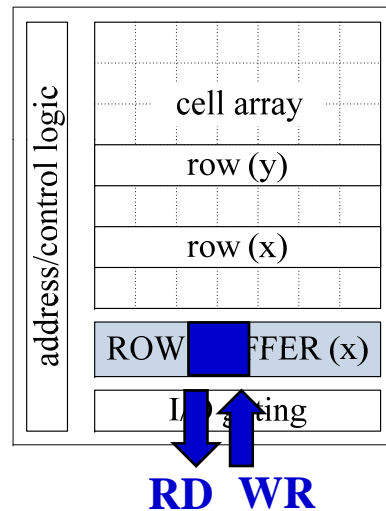 address/control logic
cell array
row (y)
row (x)
ROW FFER (x)
RD WR